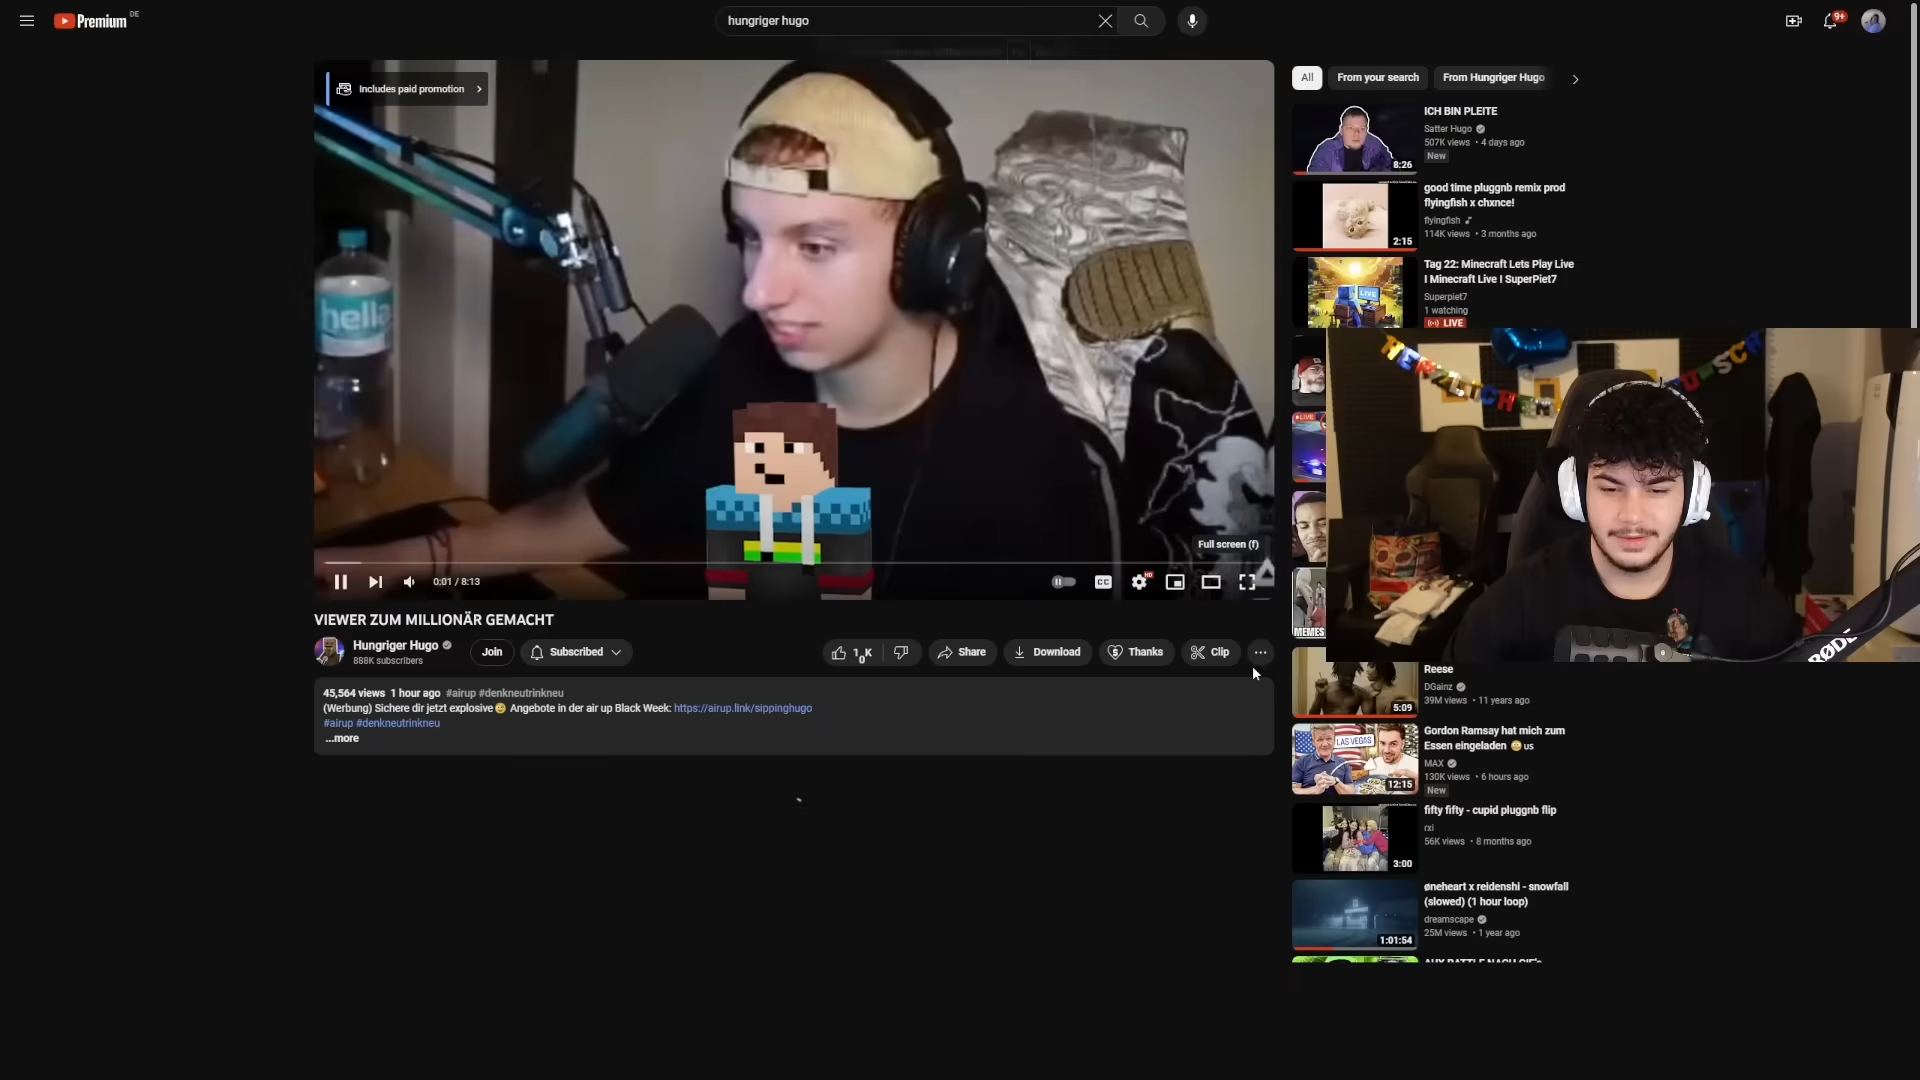 Premium DE
hungriger hugo
9+
Includes paid promotion
hella
Full screen (f)
0:01 / 8:13
CC
HD
VIEWER ZUM MILLIONÄR GEMACHT
Hungriger Hugo
888K subscribers
Join
Subscribed
Share
Download
Thanks
Clip
45,564 views 1 hour ago #airup #denkneutrinkneu
(Werbung) Sichere dir jetzt explosive Angebote in der air up Black Week: https://airup.link/sippinghugo
#airup #denkneutrinkneu
...more
All
From your search
From Hungriger Hugo
ICH BIN PLEITE
Satter Hugo
507K views • 4 days ago
New
8:26
good time pluggnb remix prod
flyingfish x chxnce!
flyingfish
114K views • 3 months ago
2:15
Tag 22: Minecraft Lets Play Live
I Minecraft Live I SuperPiet7
Superpiet7
1 watching
LIVE
LIVE
LIVE
MEMES
RØDE
Reese
DGainz
39M views • 11 years ago
5:09
Gordon Ramsay hat mich zum
Essen eingeladen US
MAX
130K views • 6 hours ago
New
LAS VEGAS
12:15
fifty fifty - cupid pluggnb flip
rxi
56K views • 8 months ago
3:00
øneheart x reidenshi - snowfall
(slowed) (1 hour loop)
dreamscape
25M views • 1 year ago
1:01:54